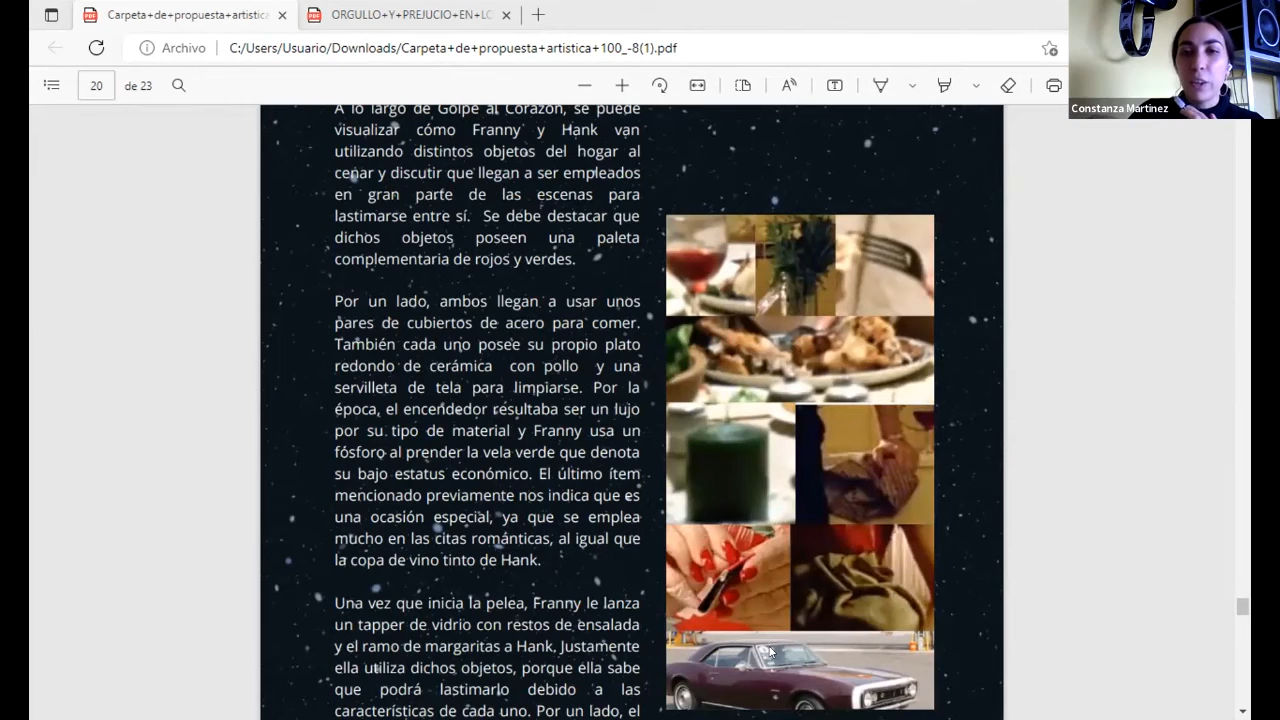 Carpeta+de+propuesta+artistica
ORGULLO+Y+PREJUCIO+EN+LO
Archivo
C:/Users/Usuario/Downloads/Carpeta+de+propuesta+artistica+100_-8(1).pdf
20
de 23
Constanza Martinez
A lo largo de Golpe al Corazón, se puede
visualizar cómo Franny y Hank van
utilizando distintos objetos del hogar al
cenar y discutir que llegan a ser empleados
en gran parte de las escenas para
lastimarse entre sí. Se debe destacar que
dichos objetos poseen una paleta
complementaria de rojos y verdes.
Por un lado, ambos llegan a usar unos
pares de cubiertos de acero para comer.
También cada uno posee su propio plato
redondo de cerámica con pollo y una
servilleta de tela para limpiarse. Por la
época, el encendedor resultaba ser un lujo
por su tipo de material y Franny usa un
fósforo al prender la vela verde que denota
su bajo estatus económico. El último ítem
mencionado previamente nos indica que es
una ocasión especial, ya que se emplea
mucho en las citas románticas, al igual que
la copa de vino tinto de Hank.
Una vez que inicia la pelea, Franny le lanza
un tapper de vidrio con restos de ensalada
y el ramo de margaritas a Hank. Justamente
ella utiliza dichos objetos, porque ella sabe
que podrá lastimarlo debido a las
características de cada uno. Por un lado, el